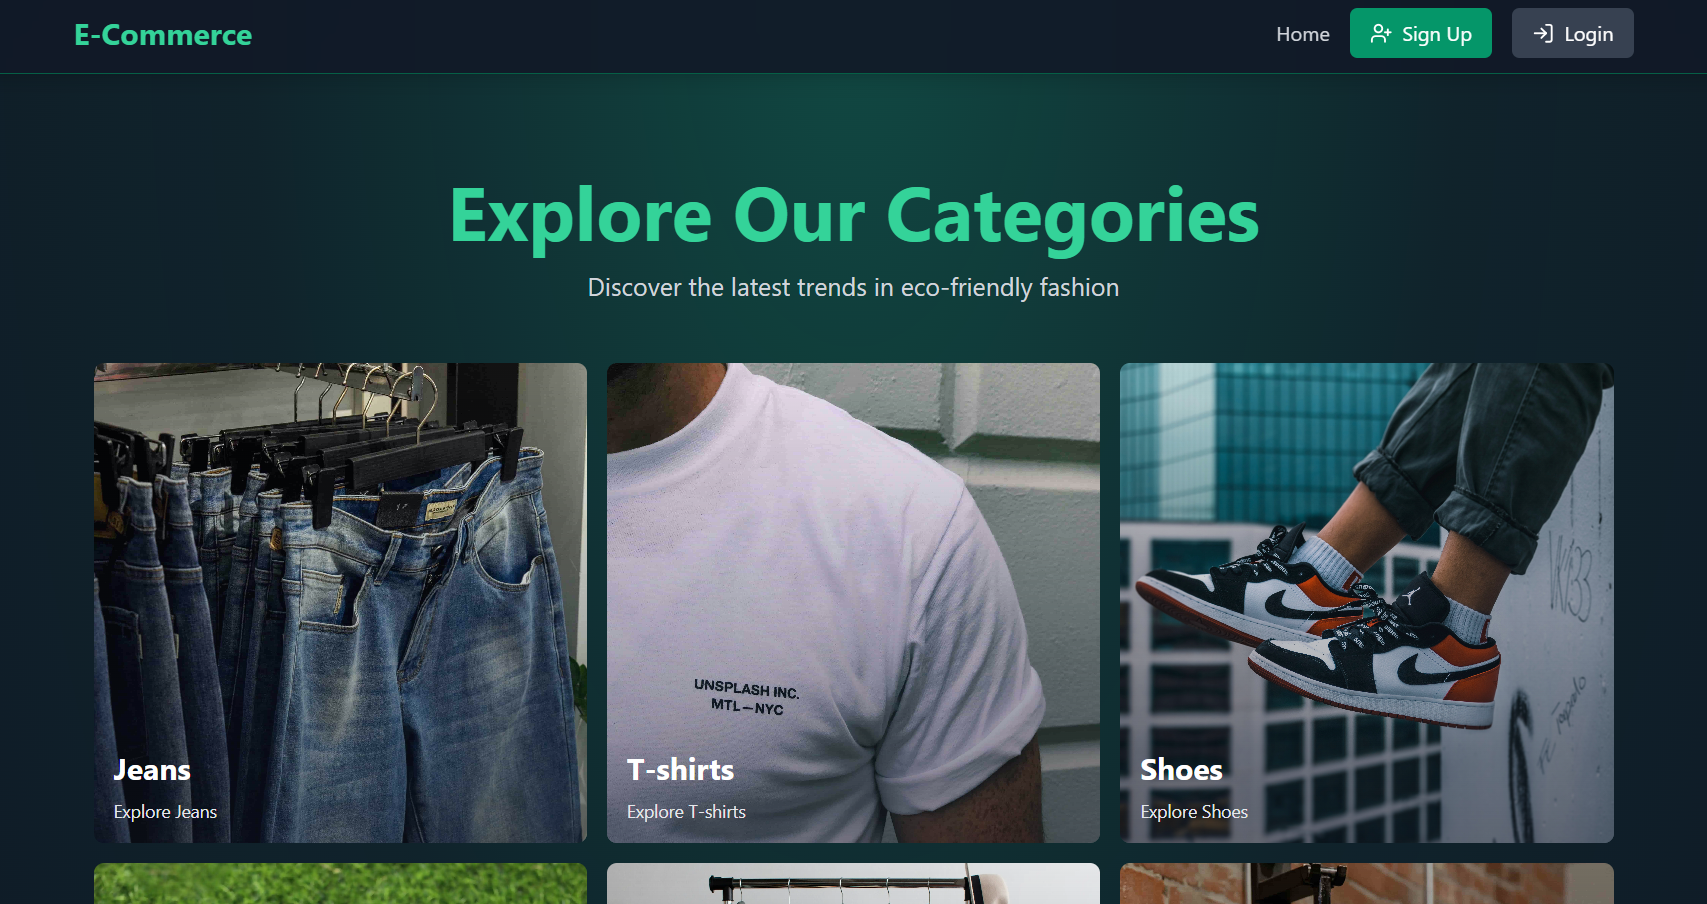 E-Commerce
Home
Sign Up
Login
Explore Our Categories
Discover the latest trends in eco-friendly fashion
UNSPLASH INC.
MTL—NYC
Jeans
Explore Jeans
T-shirts
Explore T-shirts
Shoes
Explore Shoes